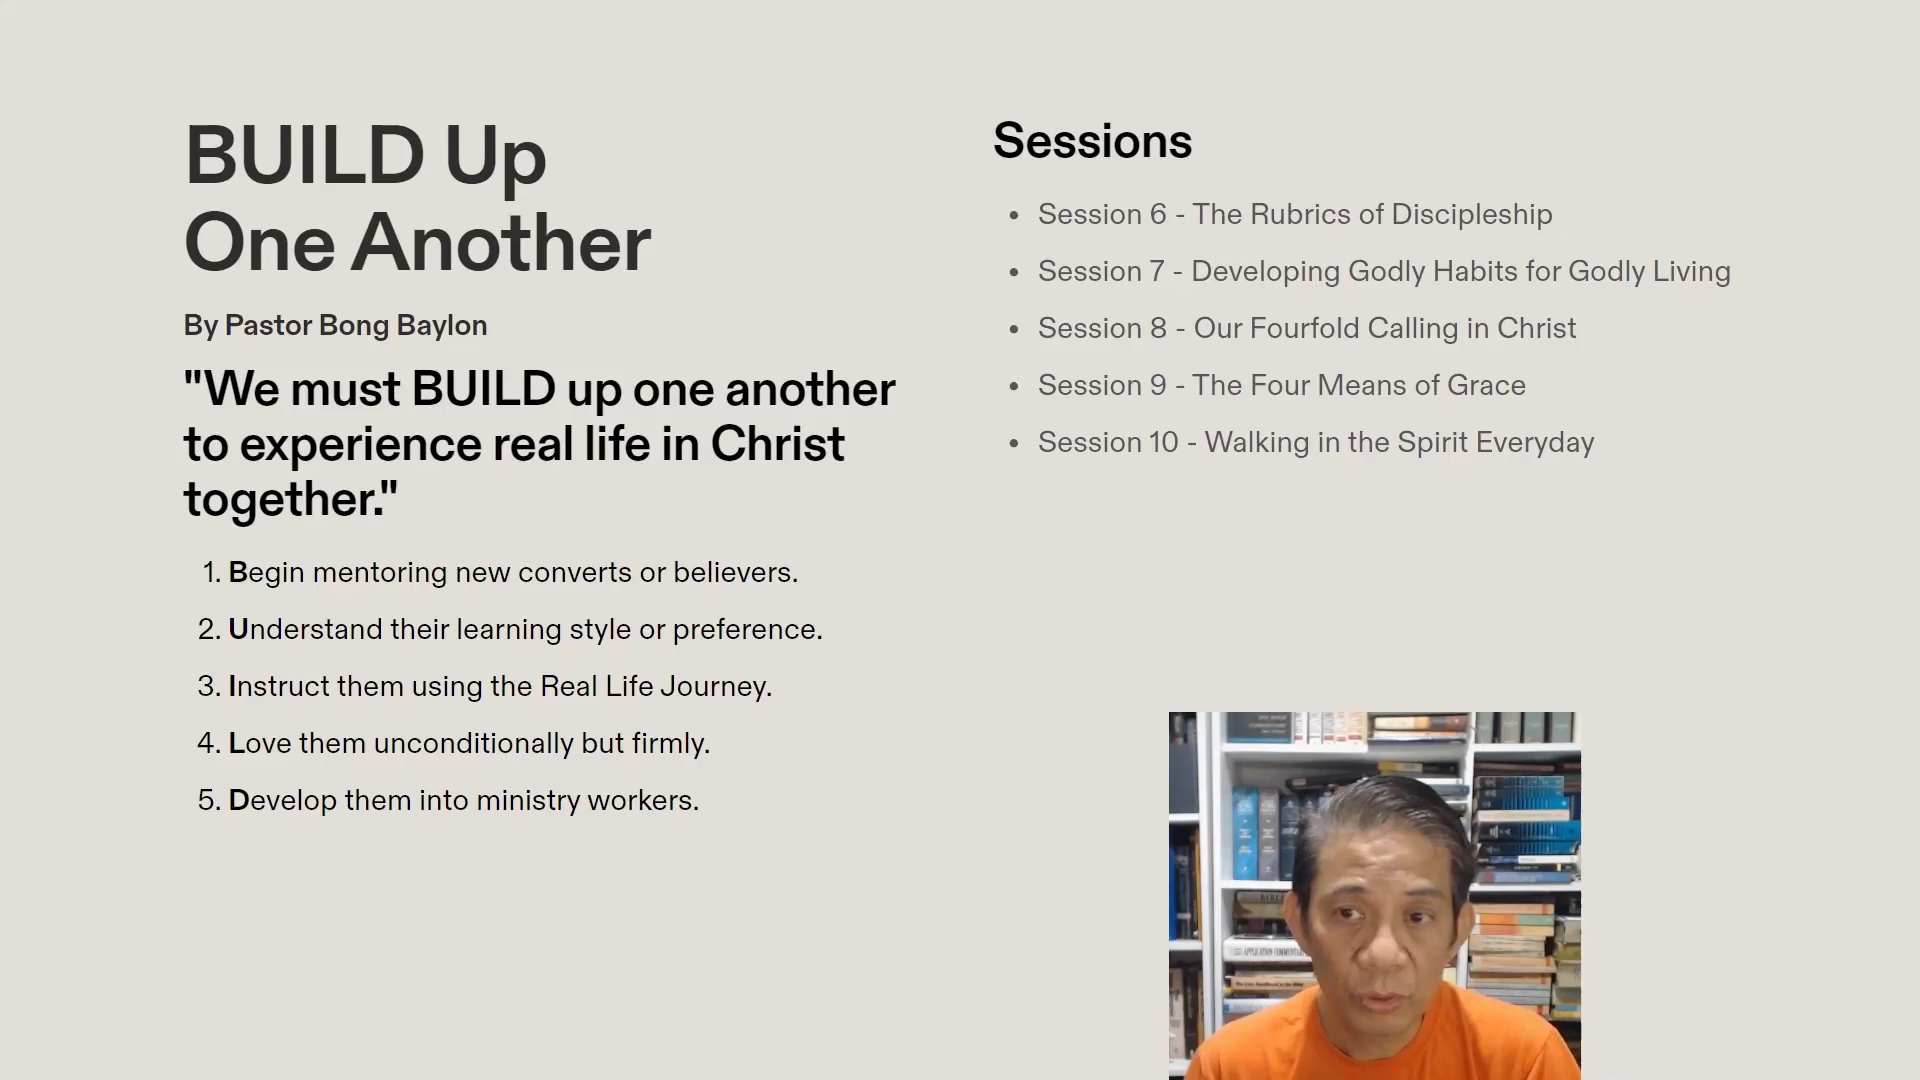 BUILD Up
One Another
By Pastor Bong Baylon
"We must BUILD up one another
to experience real life in Christ
together."
1. Begin mentoring new converts or believers.
2. Understand their learning style or preference.
3. Instruct them using the Real Life Journey.
4. Love them unconditionally but firmly.
5. Develop them into ministry workers.
Sessions
• Session 6 - The Rubrics of Discipleship
• Session 7 - Developing Godly Habits for Godly Living
• Session 8 - Our Fourfold Calling in Christ
• Session 9 - The Four Means of Grace
• Session 10 - Walking in the Spirit Everyday